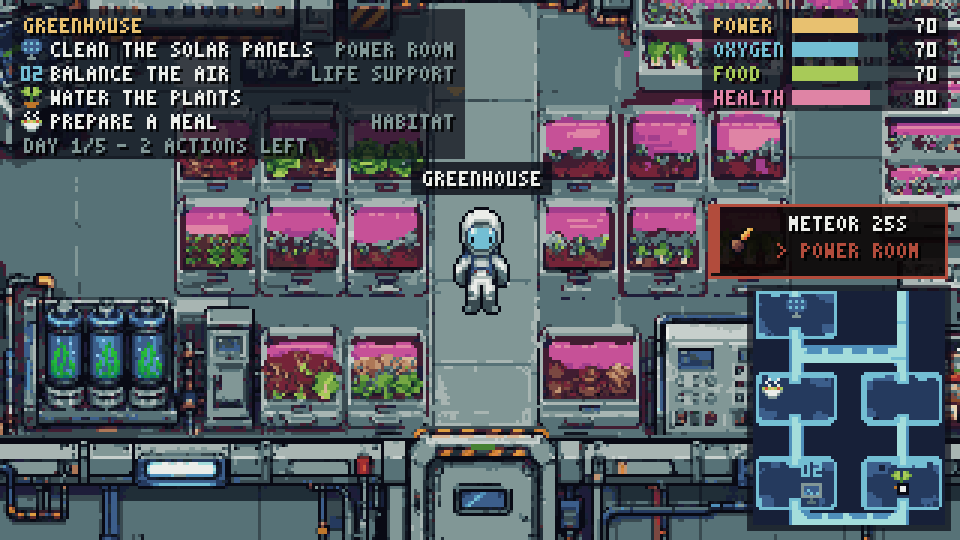 GREENHOUSE
CLEAN THE SOLAR PANELS POWER ROOM
O2 BALANCE THE AIR LIFE SUPPORT
WATER THE PLANTS
PREPARE A MEAL HABITAT
DAY 1/5 - 2 ACTIONS LEFT
POWER 70
OXYGEN 70
FOOD 70
HEALTH 80
GREENHOUSE
METEOR 25S
> POWER ROOM
O2